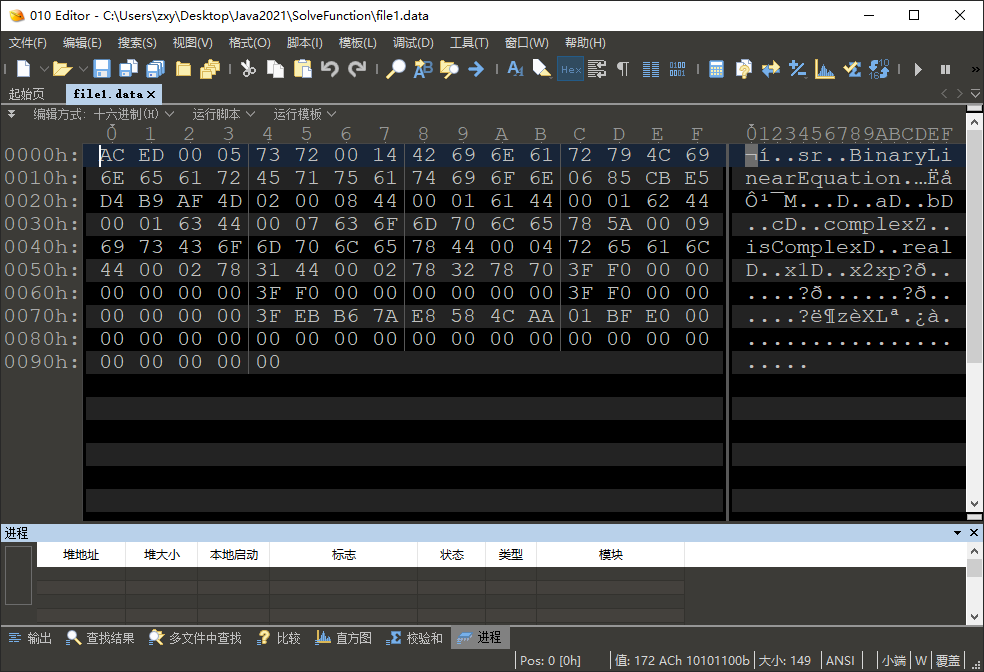 010 Editor - C:\Users\zxy\Desktop\Java2021\SolveFunction\file1.data
文件(F) 编辑(E) 搜索(S) 视图(V) 格式(O) 脚本(I) 模板(L) 调试(D) 工具(T) 窗口(W) 帮助(H)
起始页 file1.data ×
编辑方式: 十六进制(H) 运行脚本 运行模板
0 1 2 3 4 5 6 7 8 9 A B C D E F 0123456789ABCDEF
0000h: AC ED 00 05 73 72 00 14 42 69 6E 61 72 79 4C 69 ¬í..sr..BinaryLi
0010h: 6E 65 61 72 45 71 75 61 74 69 6F 6E 06 85 CB E5 nearEquation.…Ëå
0020h: D4 B9 AF 4D 02 00 08 44 00 01 61 44 00 01 62 44 Ô¹¯M...D..aD..bD
0030h: 00 01 63 44 00 07 63 6F 6D 70 6C 65 78 5A 00 09 ..cD..complexZ..
0040h: 69 73 43 6F 6D 70 6C 65 78 44 00 04 72 65 61 6C isComplexD..real
0050h: 44 00 02 78 31 44 00 02 78 32 78 70 3F F0 00 00 D..x1D..x2xp?ð..
0060h: 00 00 00 00 3F F0 00 00 00 00 00 00 3F F0 00 00 ....?ð......?ð..
0070h: 00 00 00 00 3F EB B6 7A E8 58 4C AA 01 BF E0 00 ....?ë¶zèXLª.¿à.
0080h: 00 00 00 00 00 00 00 00 00 00 00 00 00 00 00 00 ................
0090h: 00 00 00 00 00 .....
进程
堆地址 堆大小 本地启动 标志 状态 类型 模块
输出 查找结果 多文件中查找 比较 直方图 校验和 进程
Pos: 0 [0h] 值: 172 ACh 10101100b 大小: 149 ANSI 小端 W 覆盖